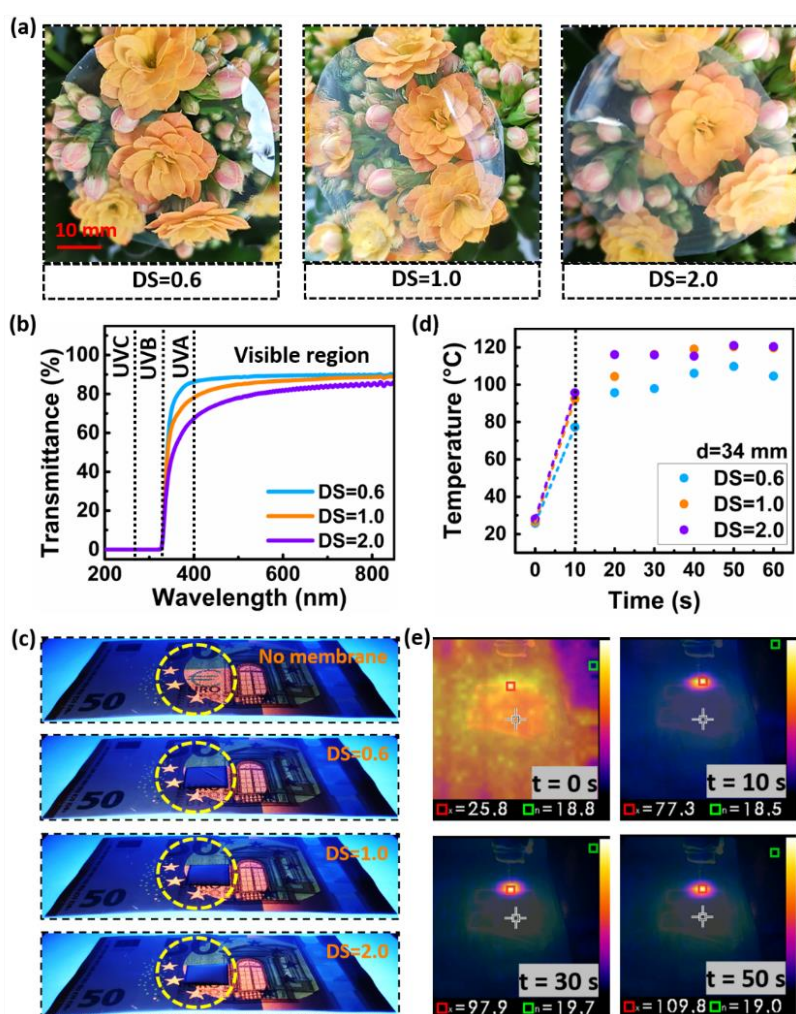 (a)
10 mm
DS=0.6
DS=1.0
DS=2.0
(b)
UVC
UVB
UVA
Visible region
Transmittance (%)
100
80
60
40
20
0
DS=0.6
DS=1.0
DS=2.0
200
400
600
800
Wavelength (nm)
(d)
Temperature (°C)
120
100
80
60
40
20
d=34 mm
DS=0.6
DS=1.0
DS=2.0
0 10 20 30 40 50 60
Time (s)
(c)
No membrane
50
URO
DS=0.6
50
DS=1.0
50
DS=2.0
50
(e)
t = 0 s
x=25.8 n=18.8
t = 10 s
x=77.3 n=18.5
t = 30 s
x=97.9 n=19.7
t = 50 s
x=109.8 n=19.0